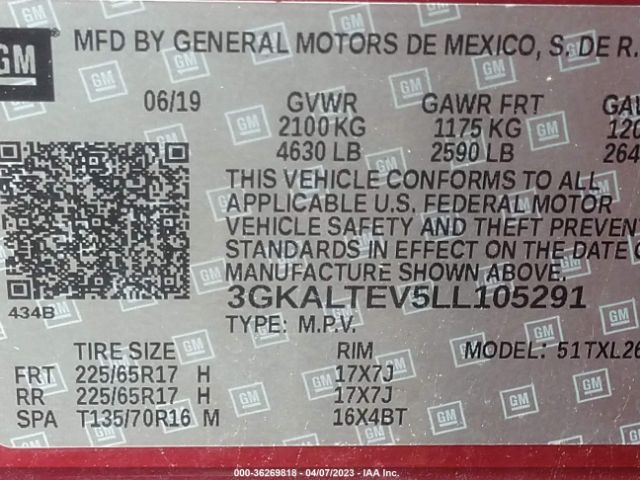 GM
MFD BY GENERAL MOTORS DE MEXICO, S. DE R.
06/19 GVWR GAWR FRT
2100 KG 1175 KG
4630 LB 2590 LB
THIS VEHICLE CONFORMS TO ALL
APPLICABLE U.S. FEDERAL MOTOR
VEHICLE SAFETY AND THEFT PREVEN
STANDARDS IN EFFECT ON THE DATE
MANUFACTURE SHOWN ABOVE.
3GKALTEV5LL105291
434B
TYPE: M.P.V.
TIRE SIZE RIM MODEL: 51TXL26
FRT 225/65R17 H 17X7J
RR 225/65R17 H 17X7J
SPA T135/70R16 M 16X4BT
000-36269818 - 04/07/2023 - IAA Inc.